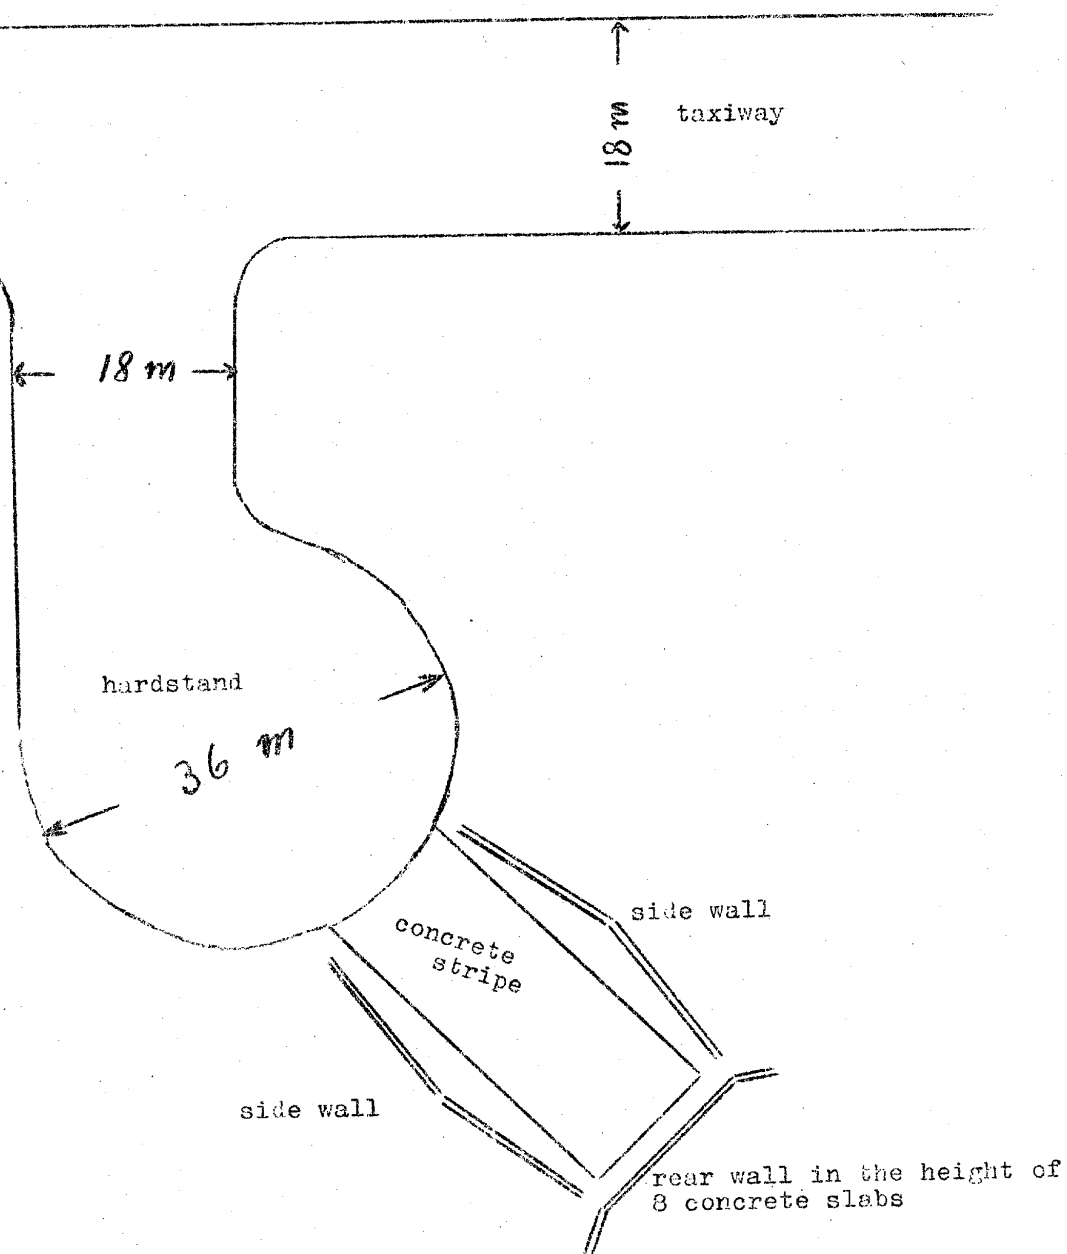 18 m
taxiway
18 m
hardstand
36 m
concrete
stripe
side wall
side wall
rear wall in the height of
8 concrete slabs